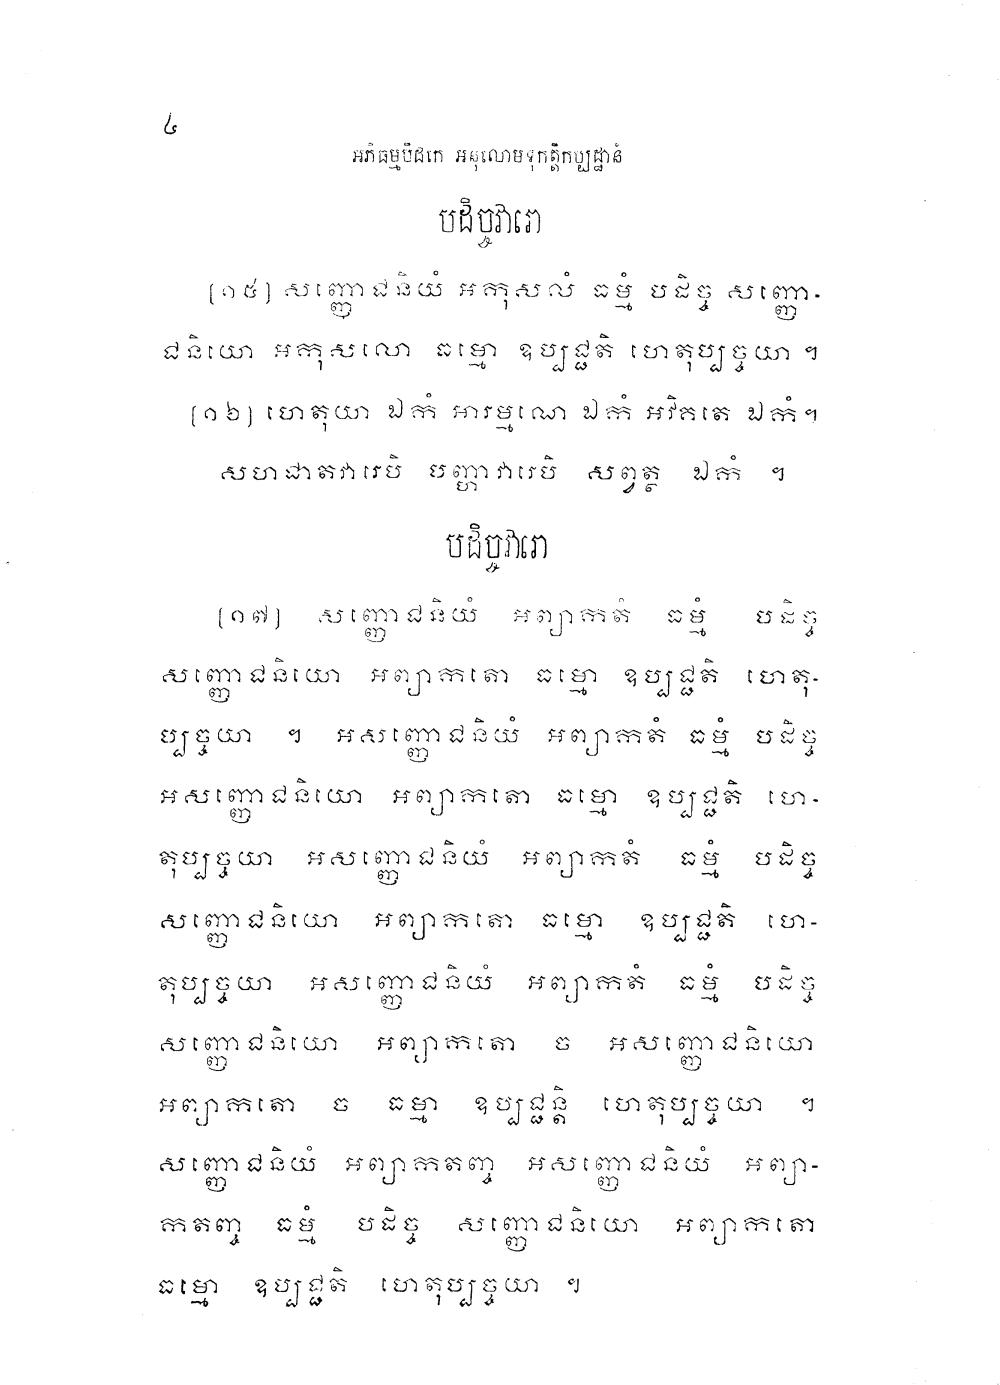 ៤
អភិធម្មបិដកេ អនុលោមទុកត្តិកប្បដ្ឋានំ
បដិច្ចវារោ
[១៥] សញ្ញោជនិយំ អកុសលំ ធម្មំ បដិច្ច សញ្ញោ-
ជនិយោ អកុសលោ ធម្មោ ឧប្បជ្ជតិ ហេតុប្បច្ចយា ។
[១៦] ហេតុយា ឯកំ អារម្មណេ ឯកំ អវិគតេ ឯកំ។
សហជាតវារេបិ បញ្ហាវារេបិ សព្វត្ថ ឯកំ ។
បដិច្ចវារោ
[១៧] សញ្ញោជនិយំ អព្យាកតំ ធម្មំ បដិច្ច
សញ្ញោជនិយោ អព្យាកតោ ធម្មោ ឧប្បជ្ជតិ ហេតុ-
ប្បច្ចយា ។ អសញ្ញោជនិយំ អព្យាកតំ ធម្មំ បដិច្ច
អសញ្ញោជនិយោ អព្យាកតោ ធម្មោ ឧប្បជ្ជតិ ហេ-
តុប្បច្ចយា អសញ្ញោជនិយំ អព្យាកតំ ធម្មំ បដិច្ច
សញ្ញោជនិយោ អព្យាកតោ ធម្មោ ឧប្បជ្ជតិ ហេ-
តុប្បច្ចយា អសញ្ញោជនិយំ អព្យាកតំ ធម្មំ បដិច្ច
សញ្ញោជនិយោ អព្យាកតោ ច អសញ្ញោជនិយោ
អព្យាកតោ ច ធម្មា ឧប្បជ្ជន្តិ ហេតុប្បច្ចយា ។
សញ្ញោជនិយំ អព្យាកតញ្ច អសញ្ញោជនិយំ អព្យា-
កតញ្ច ធម្មំ បដិច្ច សញ្ញោជនិយោ អព្យាកតោ
ធម្មោ ឧប្បជ្ជតិ ហេតុប្បច្ចយា ។